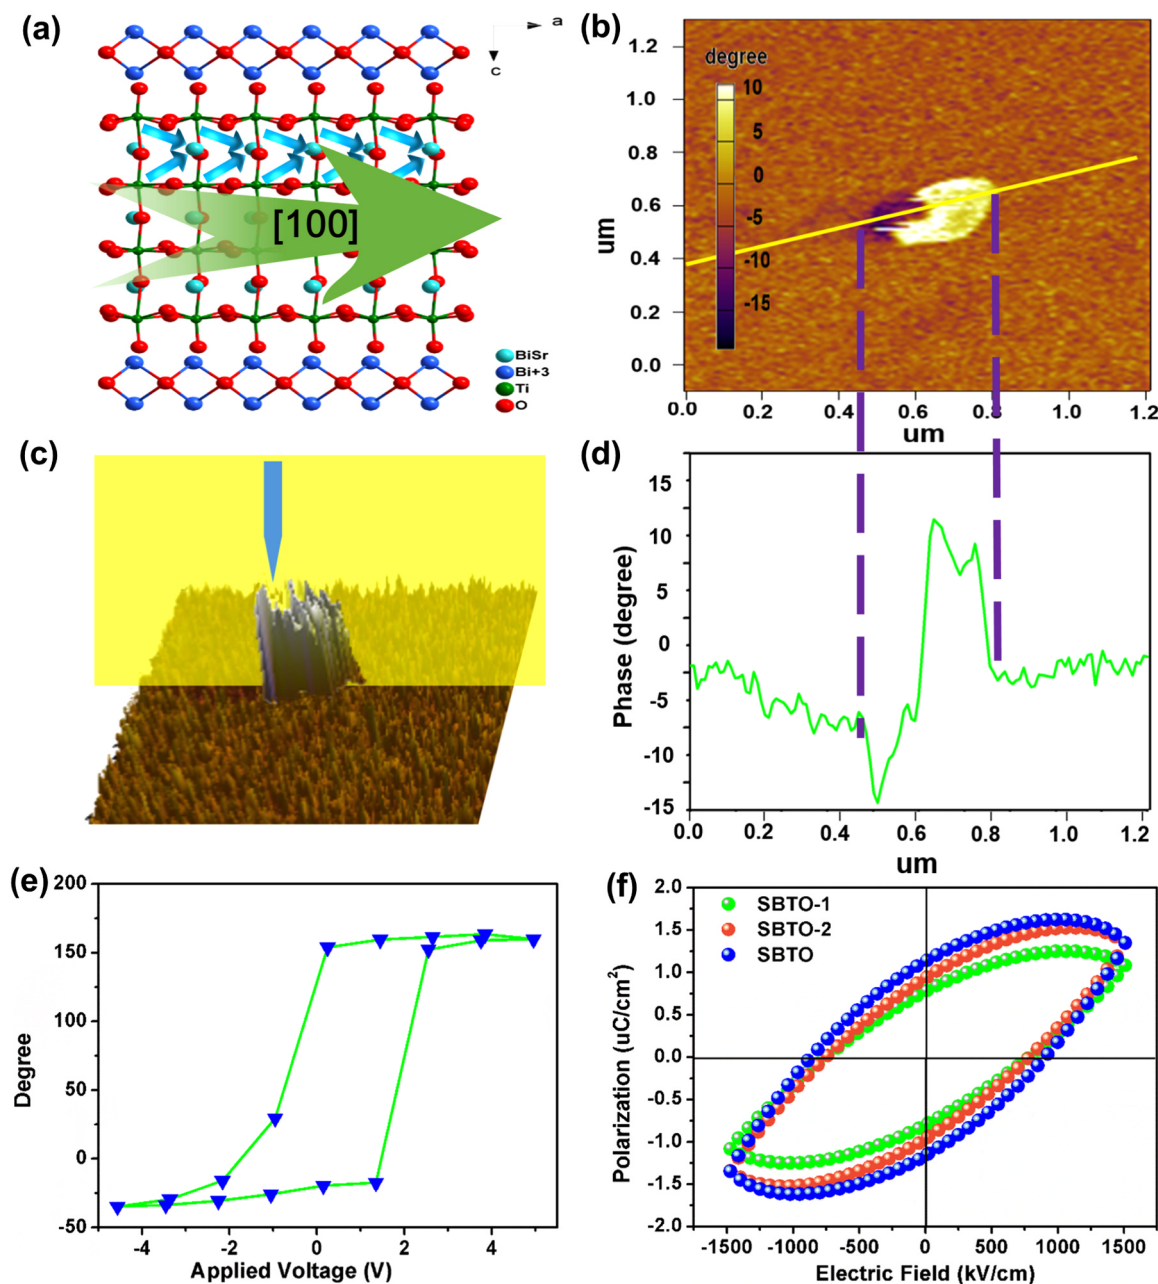 (a)
a
c
[100]
BiSr
Bi+3
Ti
O
(b)
degree
10
5
0
-5
-10
-15
1.2
1.0
0.8
0.6
0.4
0.2
0.0
um
0.0 0.2 0.4 0.6 0.8 1.0 1.2
um
(c)
(d)
15
10
5
0
-5
-10
-15
Phase (degree)
0.0 0.2 0.4 0.6 0.8 1.0 1.2
um
(e)
200
150
100
50
0
-50
Degree
-4 -2 0 2 4
Applied Voltage (V)
(f)
SBTO-1
SBTO-2
SBTO
2.0
1.5
1.0
0.5
0.0
-0.5
-1.0
-1.5
-2.0
Polarization (uC/cm²)
-1500 -1000 -500 0 500 1000 1500
Electric Field (kV/cm)